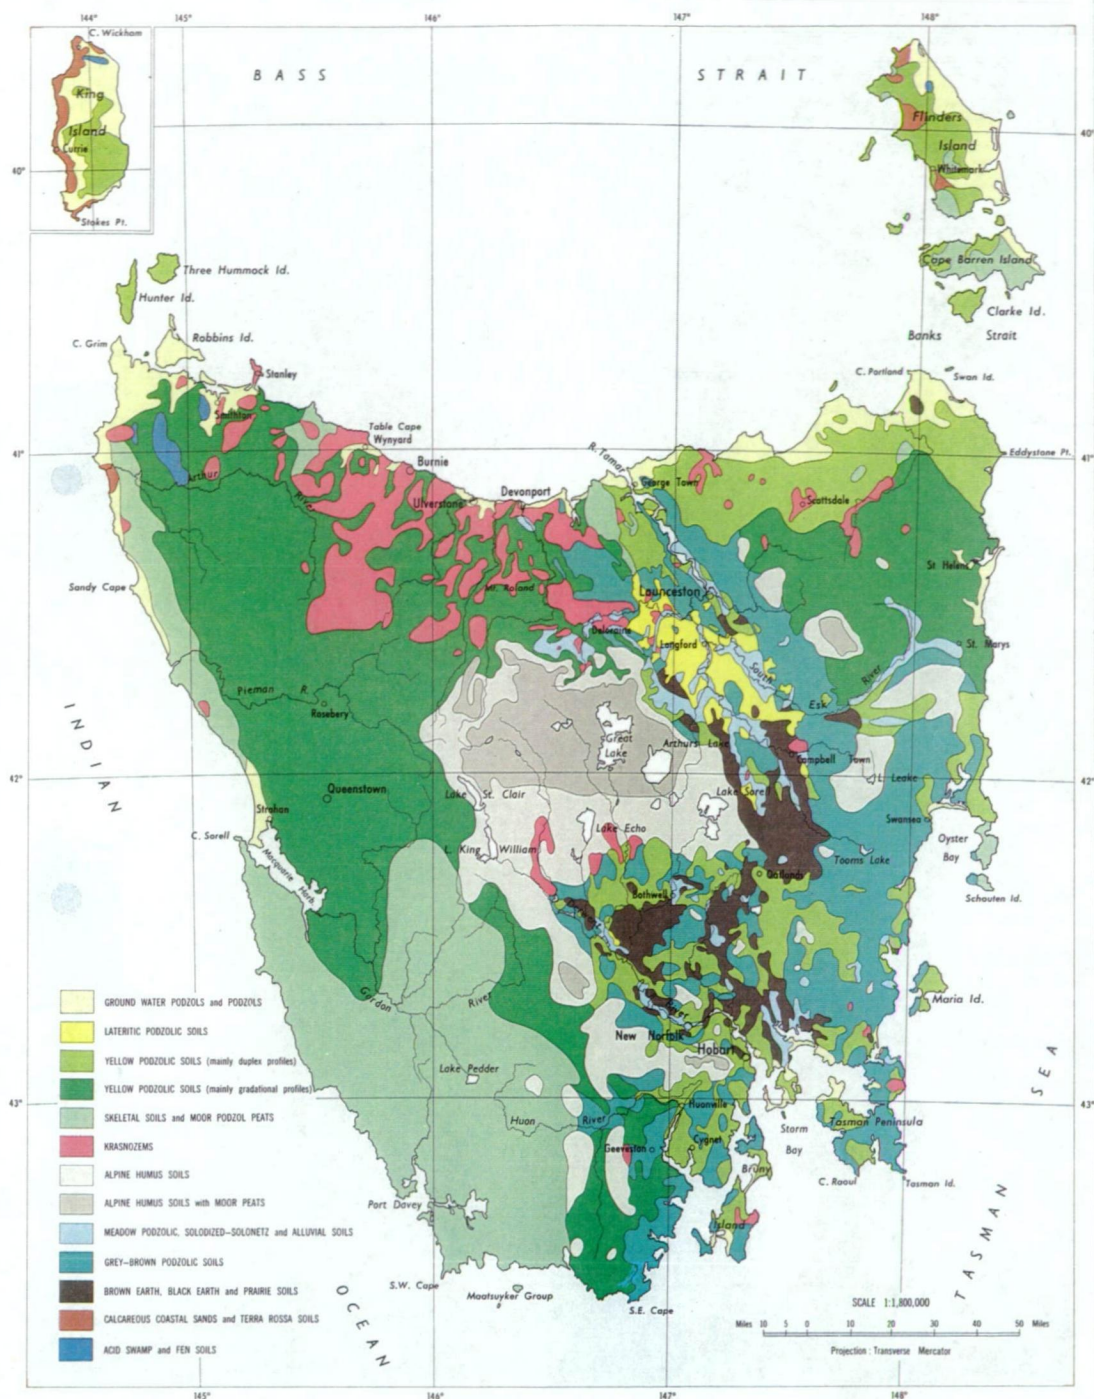 144°
145°
146°
147°
148°
C. Wickham
BASS STRAIT
King
Island
Currie
Stokes Pt.
40°
Flinders
Island
Whitemark
40°
Cape Barren Island
Clarke Id.
Banks Strait
Three Hummock Id.
Hunter Id.
Robbins Id.
C. Grim
Stanley
Smithton
C. Portland
Swan Id.
Table Cape
Wynyard
Burnie
41°
Eddystone Pt.
41°
R. Tamar
George Town
Arthur River
Ulverstone
Devonport
Scottsdale
St Helens
Sandy Cape
Mt. Roland
Launceston
Deloraine
Longford
St. Marys
South Esk River
Pieman R.
Rosebery
Great
Lake
Arthurs Lake
Campbell Town
INDIAN
42°
Queenstown
Lake St. Clair
Lake Sorell
L. Leake
42°
Strahan
Swansea
C. Sorell
Macquarie Harb.
L. King William
Lake Echo
Tooms Lake
Oyster
Bay
Oatlands
Bothwell
Schouten Id.
Derwent
River
Gordon River
Maria Id.
New Norfolk
Hobart
Lake Pedder
43°
Huon River
Huonville
Storm
Bay
Tasman Peninsula
43°
Geeveston
Cygnet
Bruny
Island
C. Raoul
Tasman Id.
Port Davey
S.W. Cape
Maatsuyker Group
S.E. Cape
OCEAN
TASMAN SEA
GROUND WATER PODZOLS and PODZOLS
LATERITIC PODZOLIC SOILS
YELLOW PODZOLIC SOILS (mainly duplex profiles)
YELLOW PODZOLIC SOILS (mainly gradational profiles)
SKELETAL SOILS and MOOR PODZOL PEATS
KRASNOZEMS
ALPINE HUMUS SOILS
ALPINE HUMUS SOILS with MOOR PEATS
MEADOW PODZOLIC, SOLODIZED–SOLONETZ and ALLUVIAL SOILS
GREY–BROWN PODZOLIC SOILS
BROWN EARTH, BLACK EARTH and PRAIRIE SOILS
CALCAREOUS COASTAL SANDS and TERRA ROSSA SOILS
ACID SWAMP and FEN SOILS
SCALE 1:1,800,000
Miles 10 5 0 10 20 30 40 50 Miles
Projection : Transverse Mercator
145°
146°
147°
148°